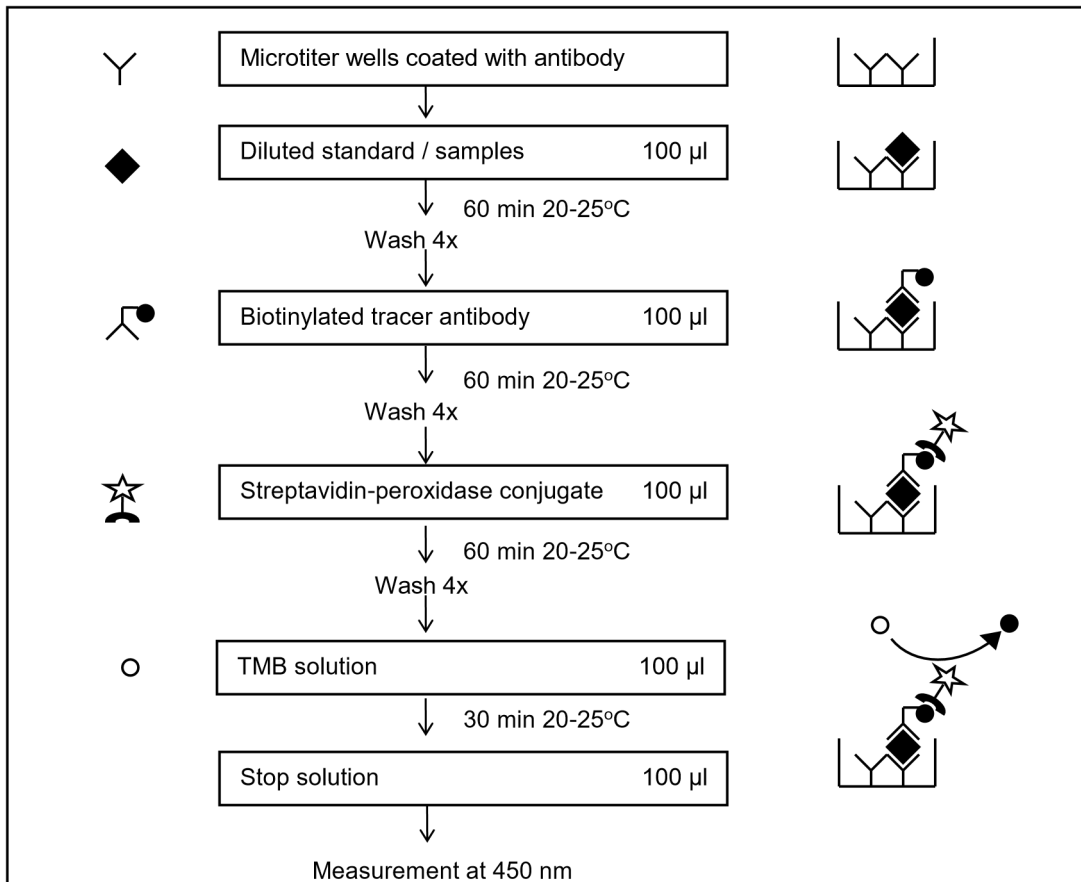 Microtiter wells coated with antibody
Diluted standard / samples 100 µl
60 min 20-25°C
Wash 4x
Biotinylated tracer antibody 100 µl
60 min 20-25°C
Wash 4x
Streptavidin-peroxidase conjugate 100 µl
60 min 20-25°C
Wash 4x
TMB solution 100 µl
30 min 20-25°C
Stop solution 100 µl
Measurement at 450 nm